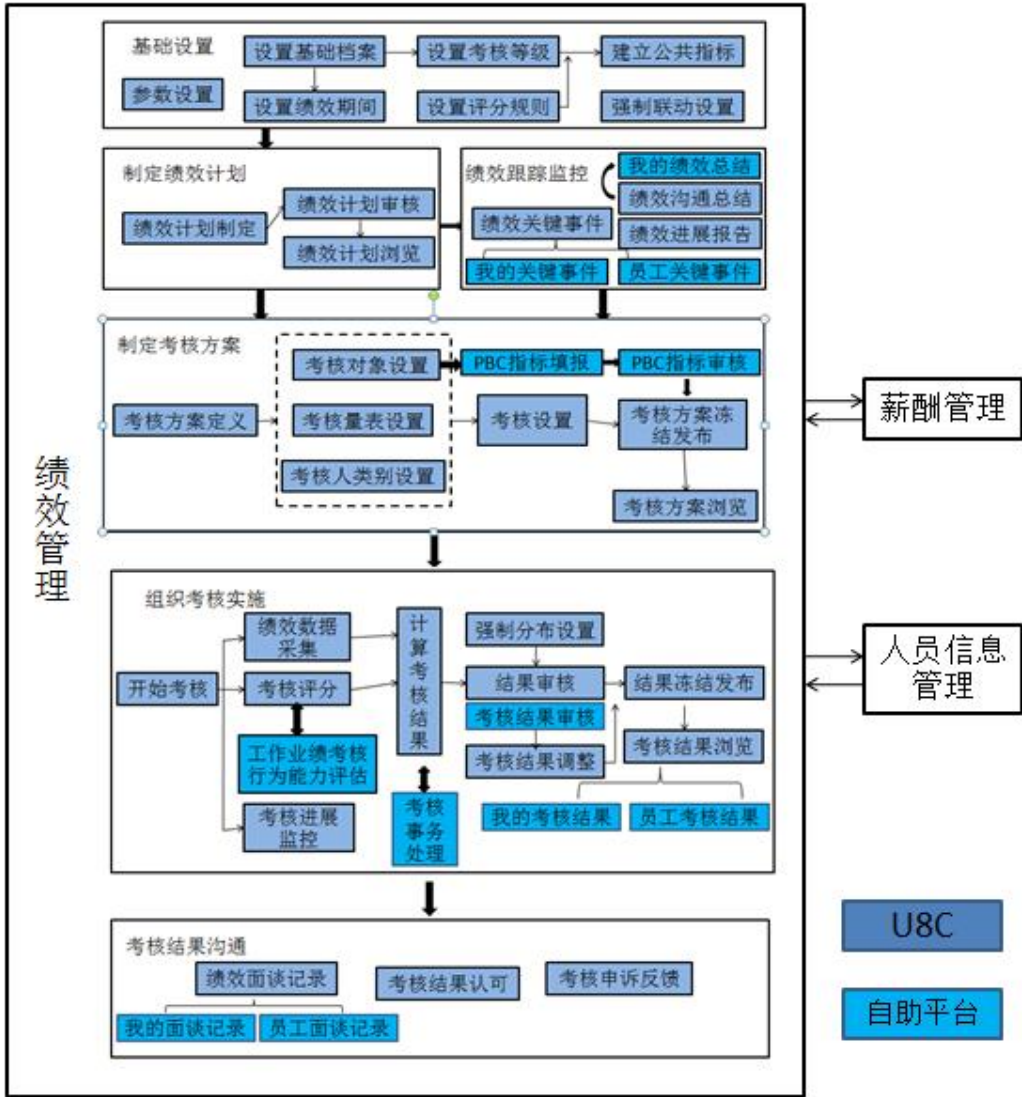 绩
效
管
理
基础设置
设置基础档案
设置考核等级
建立公共指标
参数设置
设置绩效期间
设置评分规则
强制联动设置
制定绩效计划
绩效计划制定
绩效计划审核
绩效计划浏览
绩效跟踪监控
我的绩效总结
绩效沟通总结
绩效关键事件
绩效进展报告
我的关键事件
员工关键事件
制定考核方案
考核对象设置
PBC指标填报
PBC指标审核
考核方案定义
考核量表设置
考核设置
考核方案冻
结发布
考核人类别设置
考核方案浏览
组织考核实施
绩效数据
采集
开始考核
考核评分
工作业绩考核
行为能力评估
考核进展
监控
计
算
考
核
结
果
考核
事务
处理
强制分布设置
结果审核
结果冻结发布
考核结果审核
考核结果调整
考核结果浏览
我的考核结果
员工考核结果
考核结果沟通
绩效面谈记录
考核结果认可
考核申诉反馈
我的面谈记录
员工面谈记录
薪酬管理
人员信息
管理
U8C
自助平台